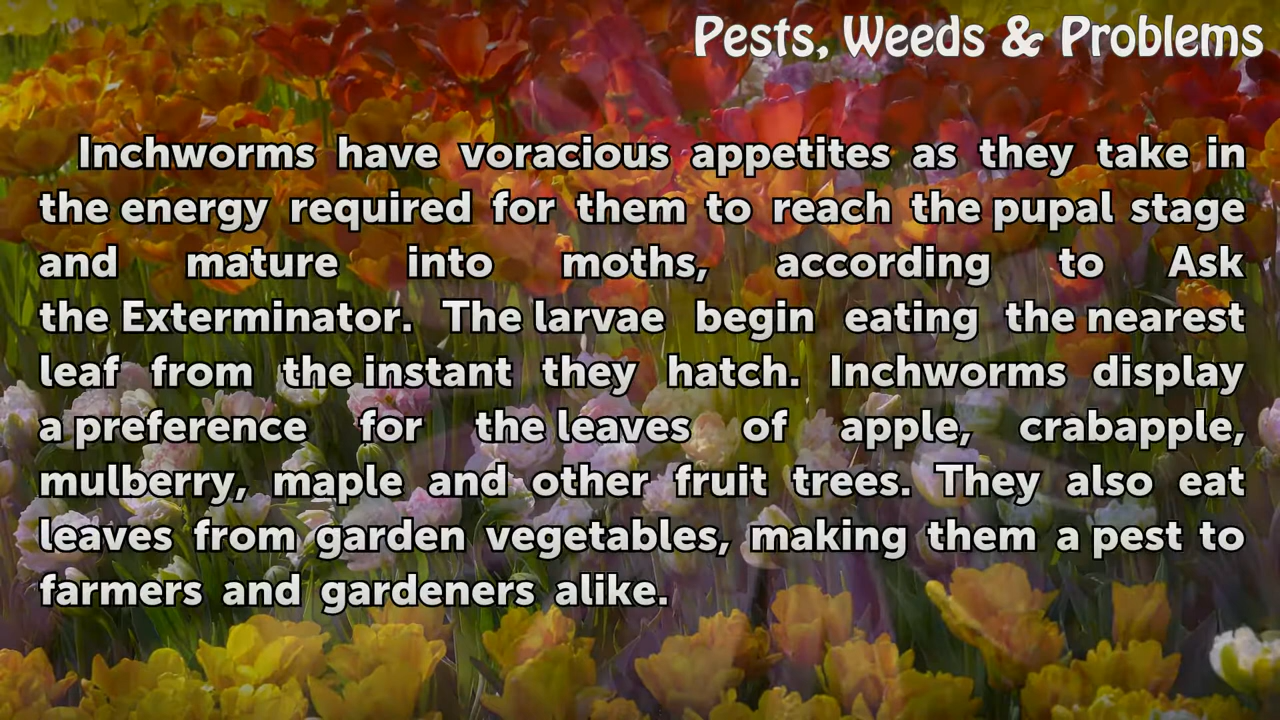 Pests, Weeds & Problems
Inchworms have voracious appetites as they take in
the energy required for them to reach the pupal stage
and mature into moths, according to Ask
the Exterminator. The larvae begin eating the nearest
leaf from the instant they hatch. Inchworms display
a preference for the leaves of apple, crabapple,
mulberry, maple and other fruit trees. They also eat
leaves from garden vegetables, making them a pest to
farmers and gardeners alike.